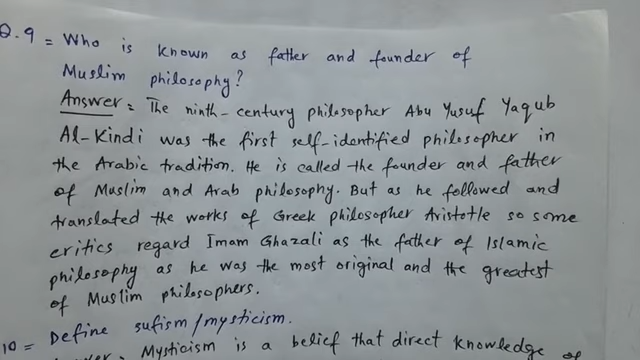 Q.9 = Who is known as father and founder of
Muslim philosophy?
Answer = The ninth-century philosopher Abu Yusuf Yaqub
Al-Kindi was the first self-identified philosopher in
the Arabic tradition. He is called the founder and father
of Muslim and Arab philosophy. But as he followed and
translated the works of Greek philosopher Aristotle so some
critics regard Imam Ghazali as the father of Islamic
philosophy as he was the most original and the greatest
of Muslim philosophers.
10 = Define sufism/mysticism.
Mysticism is a belief that direct knowledge of